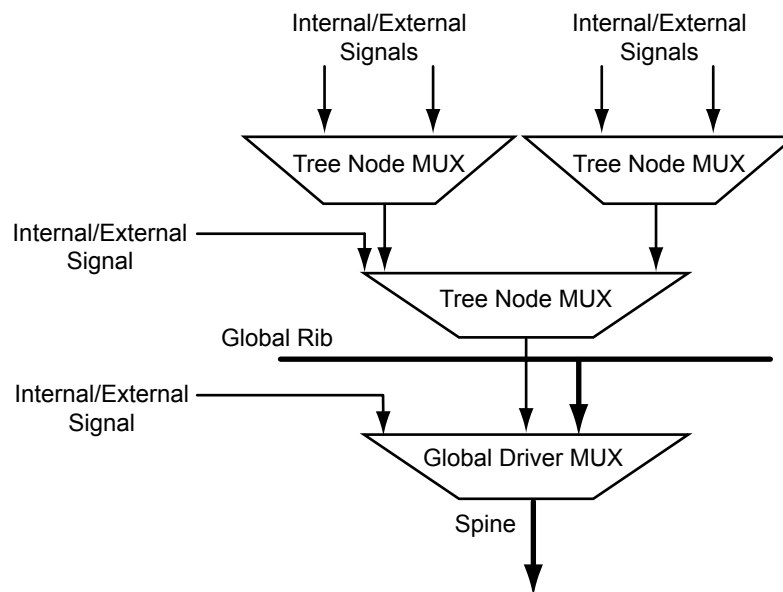 Internal/External
Signals
Internal/External
Signals
Tree Node MUX
Tree Node MUX
Internal/External
Signal
Tree Node MUX
Global Rib
Internal/External
Signal
Global Driver MUX
Spine